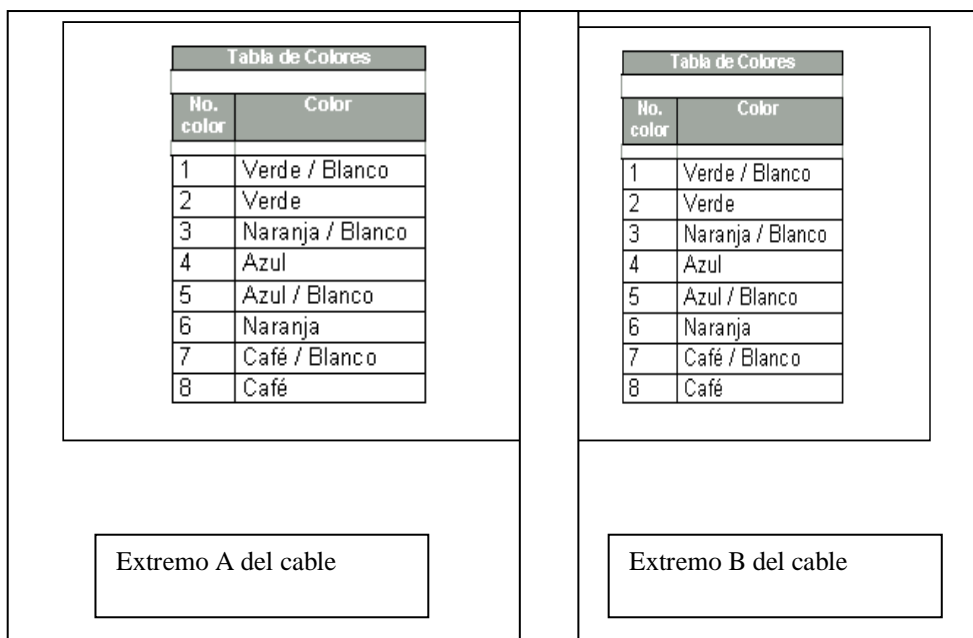 Tabla de Colores
No. color
Color
1 Verde / Blanco
2 Verde
3 Naranja / Blanco
4 Azul
5 Azul / Blanco
6 Naranja
7 Café / Blanco
8 Café
Extremo A del cable
Tabla de Colores
No. color
Color
1 Verde / Blanco
2 Verde
3 Naranja / Blanco
4 Azul
5 Azul / Blanco
6 Naranja
7 Café / Blanco
8 Café
Extremo B del cable